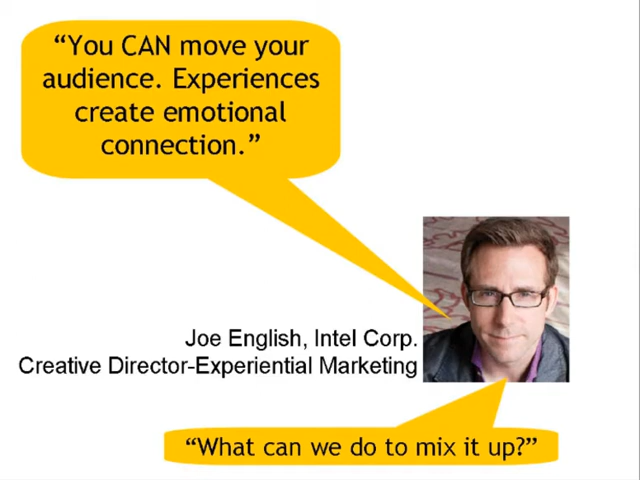 “You CAN move your
audience. Experiences
create emotional
connection.”
Joe English, Intel Corp.
Creative Director-Experiential Marketing
“What can we do to mix it up?”